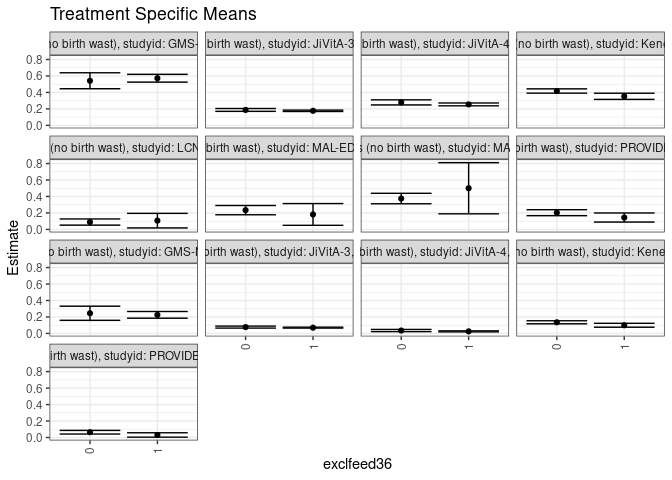 Treatment Specific Means
no birth wast), studyid: GMS-
birth wast), studyid: JiVitA-3
birth wast), studyid: JiVitA-4
(no birth wast), studyid: Kene
0.8
0.6
0.4
0.2
0.0
(no birth wast), studyid: LCN
birth wast), studyid: MAL-ED
s (no birth wast), studyid: MA
birth wast), studyid: PROVIDE
0.8
0.6
0.4
0.2
0.0
no birth wast), studyid: GMS-N
birth wast), studyid: JiVitA-3,
birth wast), studyid: JiVitA-4,
no birth wast), studyid: Kene
0.8
0.6
0.4
0.2
0.0
birth wast), studyid: PROVIDE
0.8
0.6
0.4
0.2
0.0
0 1 0 1 0 1 0 1
Estimate
exclfeed36